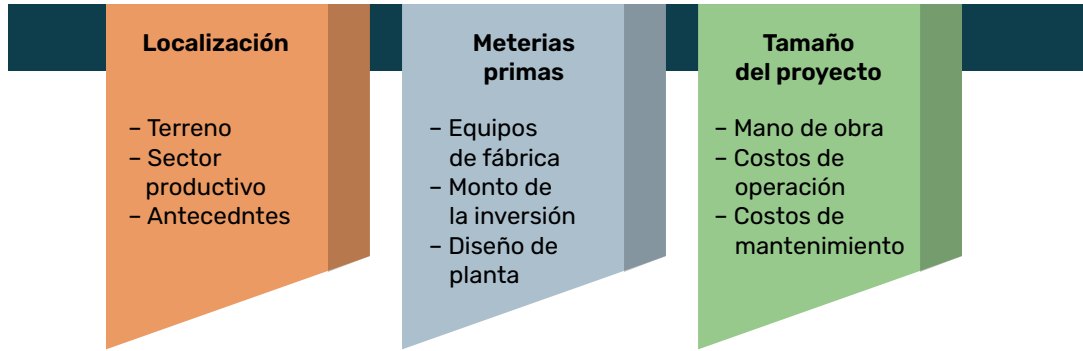 Localización
– Terreno
– Sector
productivo
– Antecedntes
Meterias
primas
– Equipos
de fábrica
– Monto de
la inversión
– Diseño de
planta
Tamaño
del proyecto
– Mano de obra
– Costos de
operación
– Costos de
mantenimiento